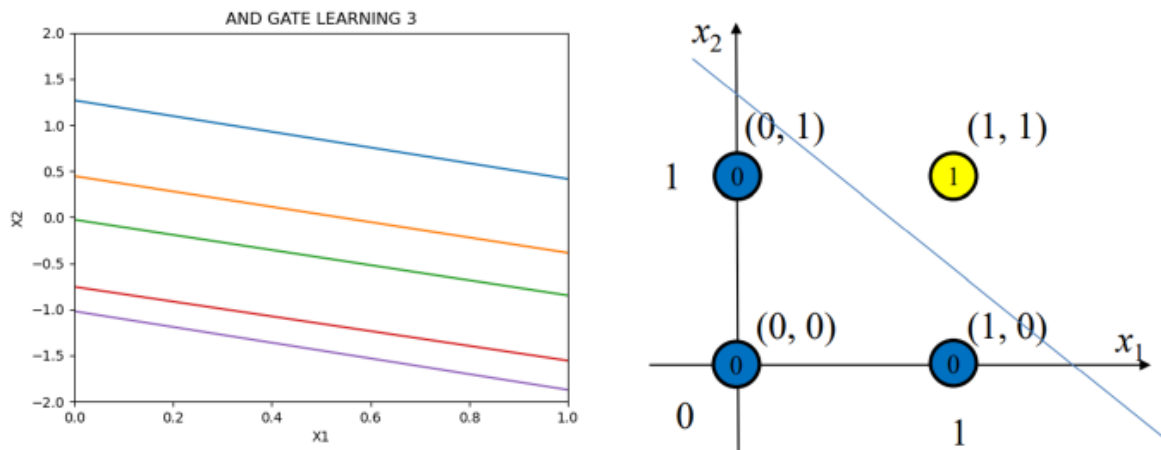 AND GATE LEARNING 3
2.0
1.5
1.0
0.5
0.0
−0.5
−1.0
−1.5
−2.0
X2
0.0 0.2 0.4 0.6 0.8 1.0
X1
x2
(0, 1) (1, 1)
1 0 1
(0, 0) (1, 0)
x1
0 0
0
1